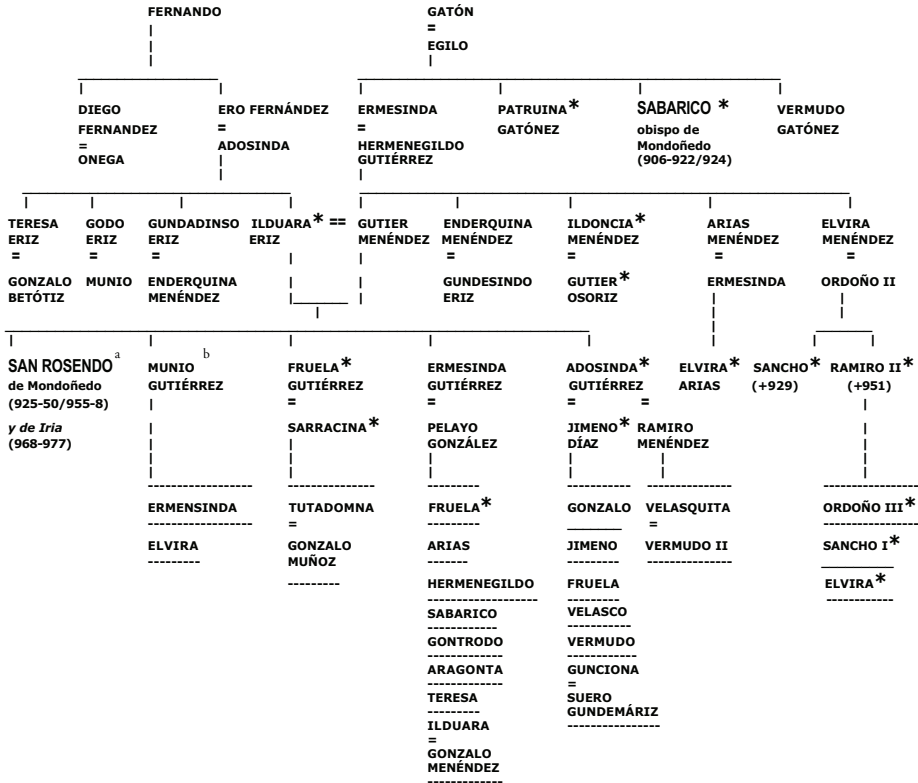 FERNANDO GATÓN
=
EGILO
DIEGO ERO FERNÁNDEZ ERMESINDA PATRUINA* SABARICO * VERMUDO
FERNANDEZ = = GATÓNEZ obispo de GATÓNEZ
= ADOSINDA HERMENEGILDO Mondoñedo
ONEGA GUTIÉRREZ (906-922/924)
TERESA GODO GUNDADINSO ILDUARA* == GUTIER ENDERQUINA ILDONCIA* ARIAS ELVIRA
ERIZ ERIZ ERIZ ERIZ MENÉNDEZ MENÉNDEZ MENÉNDEZ MENÉNDEZ MENÉNDEZ
= = = = = = =
GONZALO MUNIO ENDERQUINA GUNDESINDO GUTIER* ERMESINDA ORDOÑO II
BETÓTIZ MENÉNDEZ ERIZ OSORIZ
SAN ROSENDO a MUNIO b FRUELA* ERMESINDA ADOSINDA* ELVIRA* SANCHO* RAMIRO II*
de Mondoñedo GUTIÉRREZ GUTIÉRREZ GUTIÉRREZ GUTIÉRREZ ARIAS (+929) (+951)
(925-50/955-8) = = = =
y de Iria SARRACINA* PELAYO JIMENO* RAMIRO
(968-977) GONZÁLEZ DÍAZ MENÉNDEZ
ERMENSINDA TUTADOMNA FRUELA* GONZALO VELASQUITA ORDOÑO III*
= =
ELVIRA GONZALO ARIAS JIMENO VERMUDO II SANCHO I*
MUÑOZ
HERMENEGILDO FRUELA ELVIRA*
SABARICO VELASCO
GONTRODO VERMUDO
ARAGONTA GUNCIONA
=
TERESA SUERO
ILDUARA GUNDEMÁRIZ
=
GONZALO
MENÉNDEZ